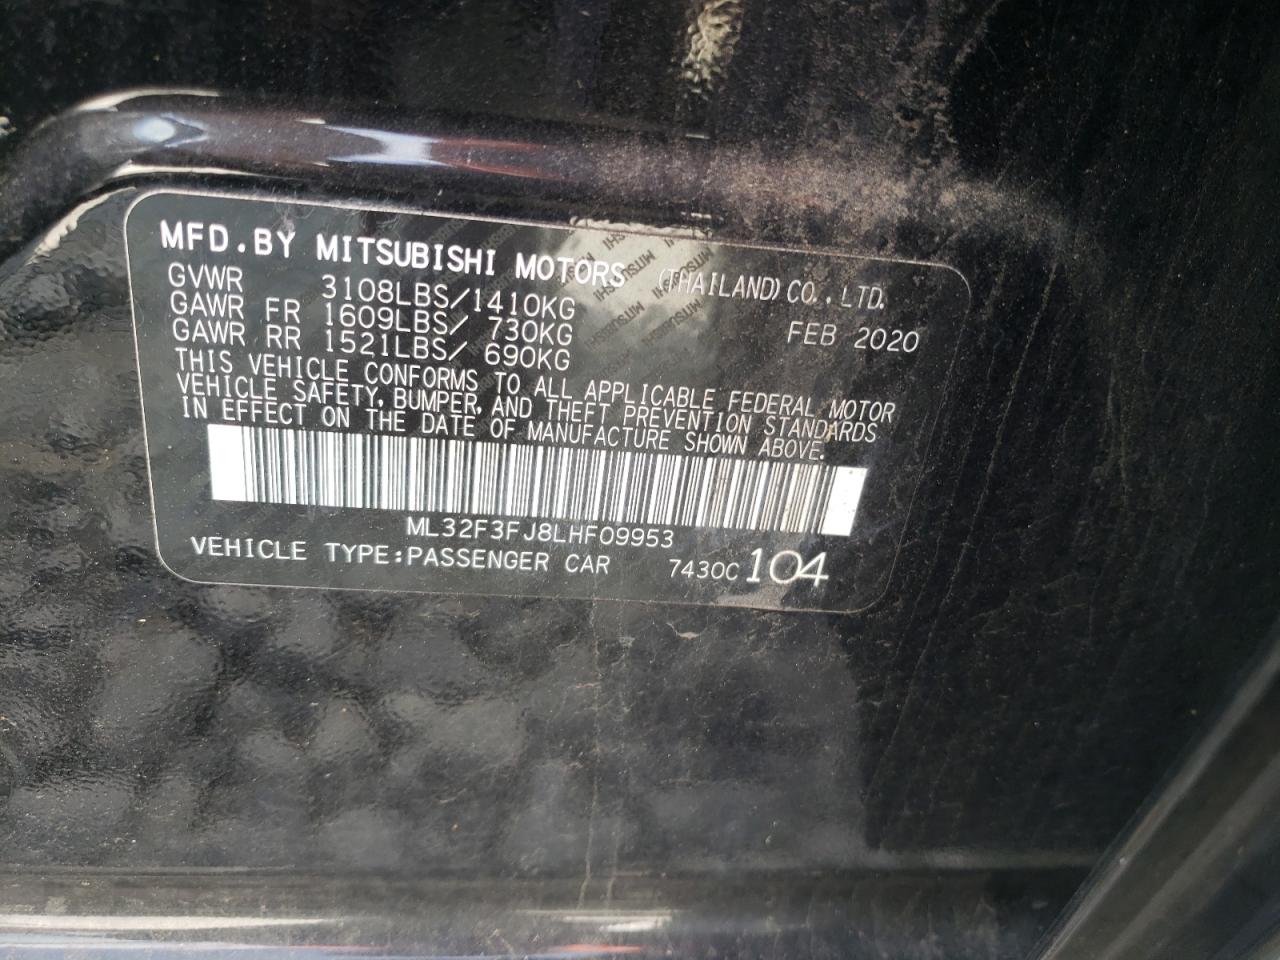 MFD.BY MITSUBISHI MOTORS (THAILAND)CO.,LTD.
GVWR 3108LBS/1410KG
GAWR FR 1609LBS/ 730KG FEB 2020
GAWR RR 1521LBS/ 690KG
THIS VEHICLE CONFORMS TO ALL APPLICABLE FEDERAL MOTOR
VEHICLE SAFETY, BUMPER, AND THEFT PREVENTION STANDARDS
IN EFFECT ON THE DATE OF MANUFACTURE SHOWN ABOVE.
ML32F3FJ8LHF09953
VEHICLE TYPE:PASSENGER CAR 7430C 104